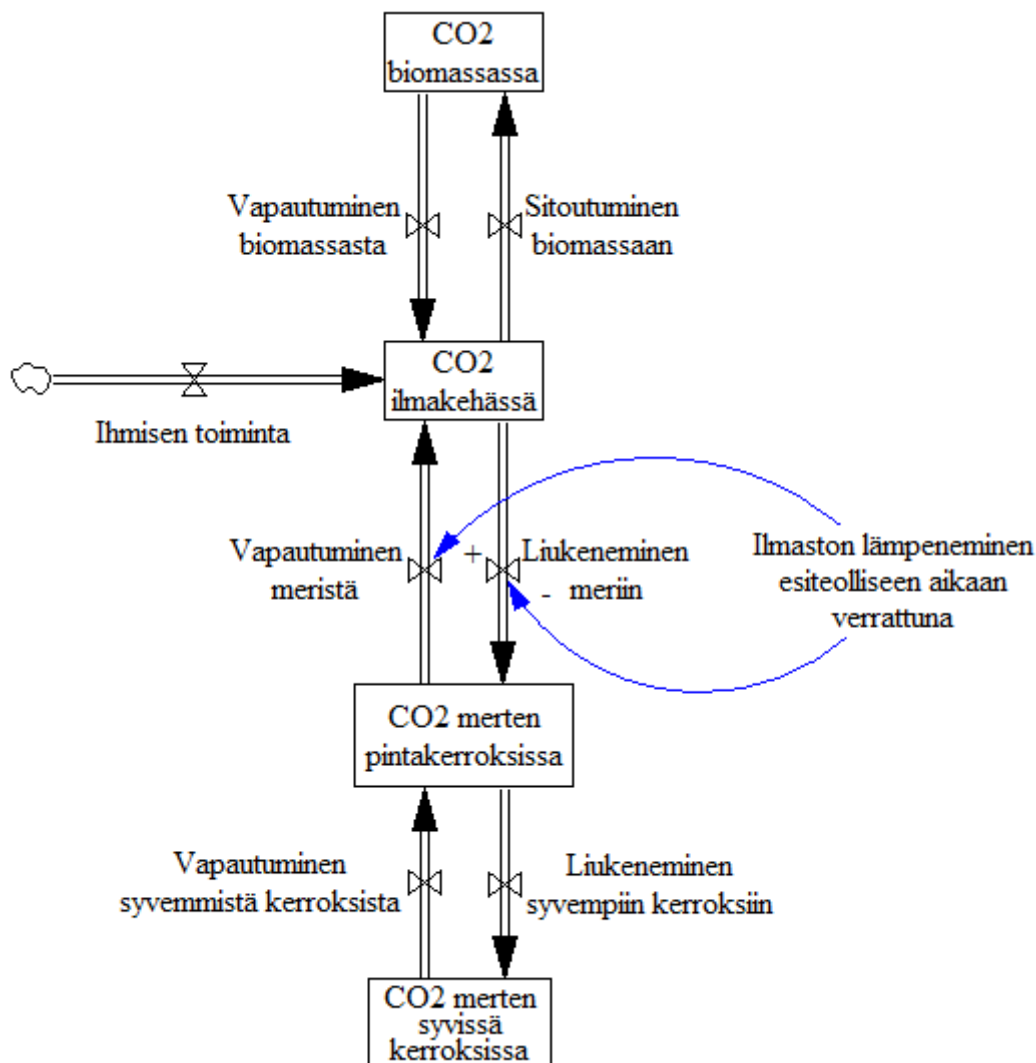 CO2
biomassassa
Vapautuminen
biomassasta
Sitoutuminen
biomassaan
CO2
ilmakehässä
Ihmisen toiminta
Vapautuminen
meristä
+
Liukeneminen
- meriin
Ilmaston lämpeneminen
esiteolliseen aikaan
verrattuna
CO2 merten
pintakerroksissa
Vapautuminen
syvemmistä kerroksista
Liukeneminen
syvempiin kerroksiin
CO2 merten
syvissä
kerroksissa